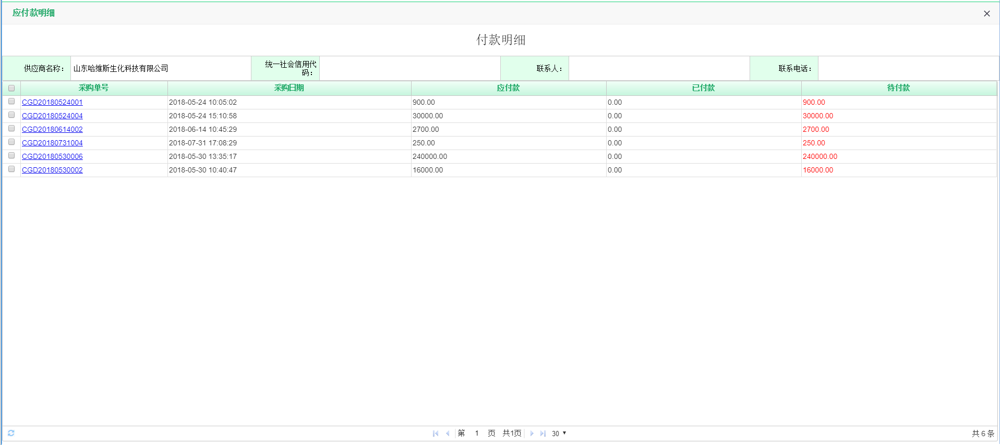 应付款明细
付款明细
供应商名称： 山东哈维斯生化科技有限公司 统一社会信用代码： 联系人： 联系电话：
采购单号 采购日期 应付款 已付款 待付款
CGD20180524001 2018-05-24 10:05:02 900.00 0.00 900.00
CGD20180524004 2018-05-24 15:10:58 30000.00 0.00 30000.00
CGD20180614002 2018-06-14 10:45:29 2700.00 0.00 2700.00
CGD20180731004 2018-07-31 17:08:29 250.00 0.00 250.00
CGD20180530006 2018-05-30 13:35:17 240000.00 0.00 240000.00
CGD20180530002 2018-05-30 10:40:47 16000.00 0.00 16000.00
第 1 页 共1页 30 共 6 条